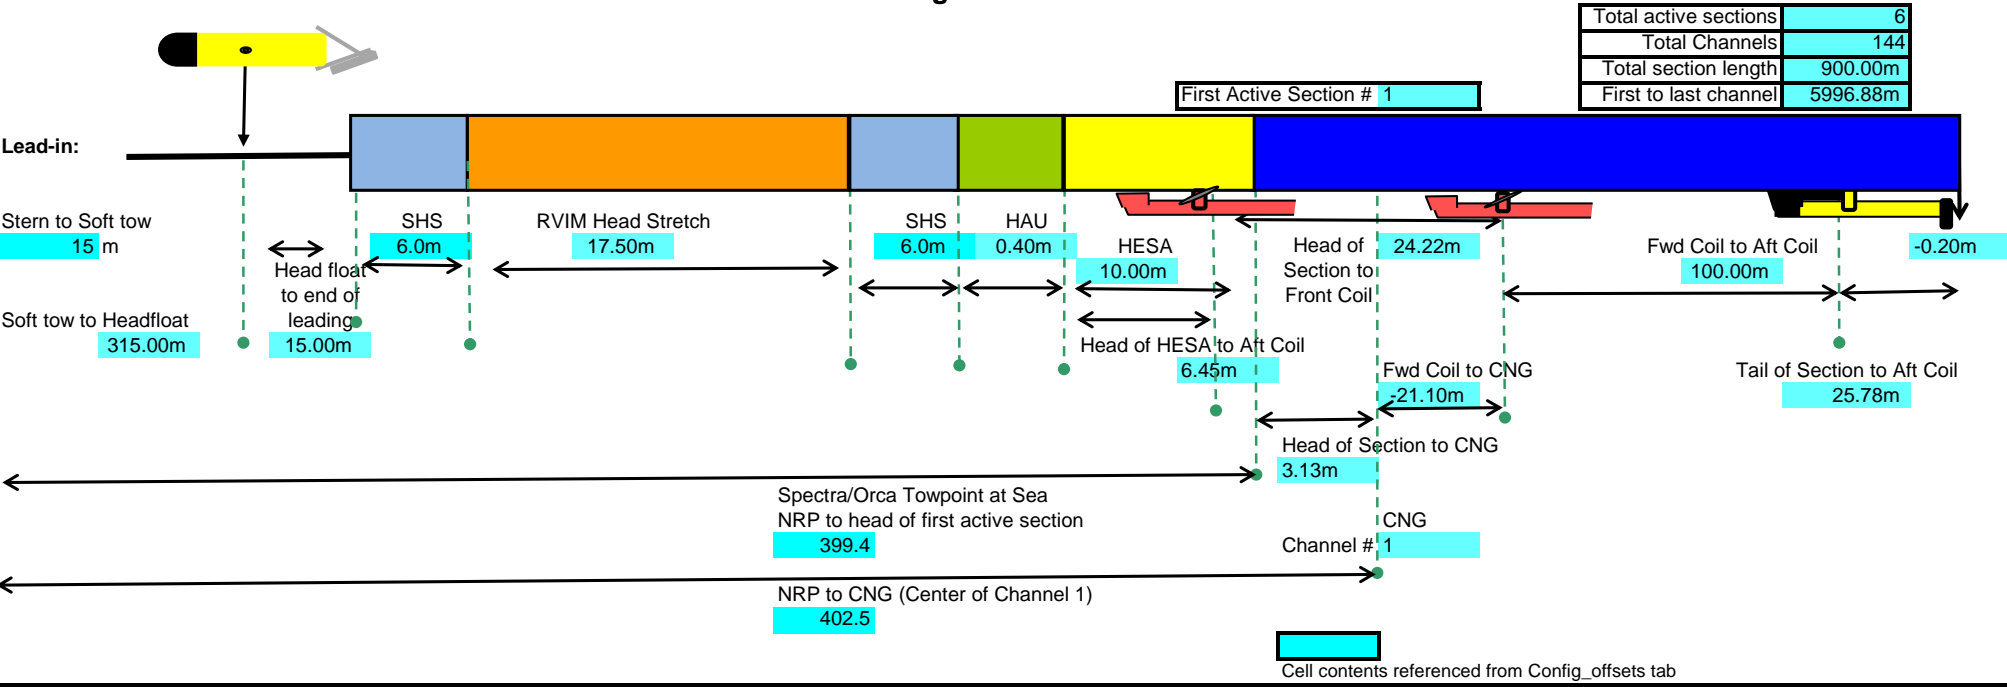 g
Total active sections 6
Total Channels 144
Total section length 900.00m
First to last channel 5996.88m
First Active Section # 1
Lead-in:
Stern to Soft tow
15 m
Soft tow to Headfloat
315.00m
Head float
to end of
leading
15.00m
SHS
6.0m
RVIM Head Stretch
17.50m
SHS
6.0m
HAU
0.40m
HESA
10.00m
Head of HESA to Aft Coil
6.45m
Head of
Section to
Front Coil
24.22m
Fwd Coil to Aft Coil
100.00m
-0.20m
Fwd Coil to CNG
-21.10m
Tail of Section to Aft Coil
25.78m
Head of Section to CNG
3.13m
Spectra/Orca Towpoint at Sea
NRP to head of first active section
399.4
CNG
Channel # 1
NRP to CNG (Center of Channel 1)
402.5
Cell contents referenced from Config_offsets tab